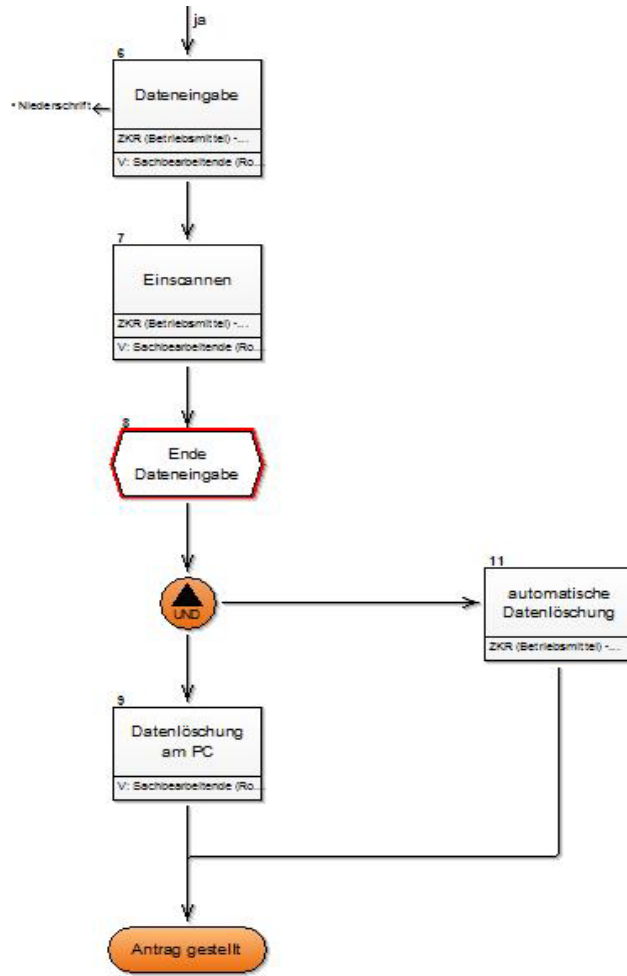 ja
6
Dateneingabe
• Niederschrift
ZKR (Betriebsmittel) -...
V: Sachbearbeitende (Ro...
7
Einscannen
ZKR (Betriebsmittel) -...
V: Sachbearbeitende (Ro...
8
Ende
Dateneingabe
UND
11
automatische
Datenlöschung
ZKR (Betriebsmittel) -...
9
Datenlöschung
am PC
V: Sachbearbeitende (Ro...
Antrag gestellt